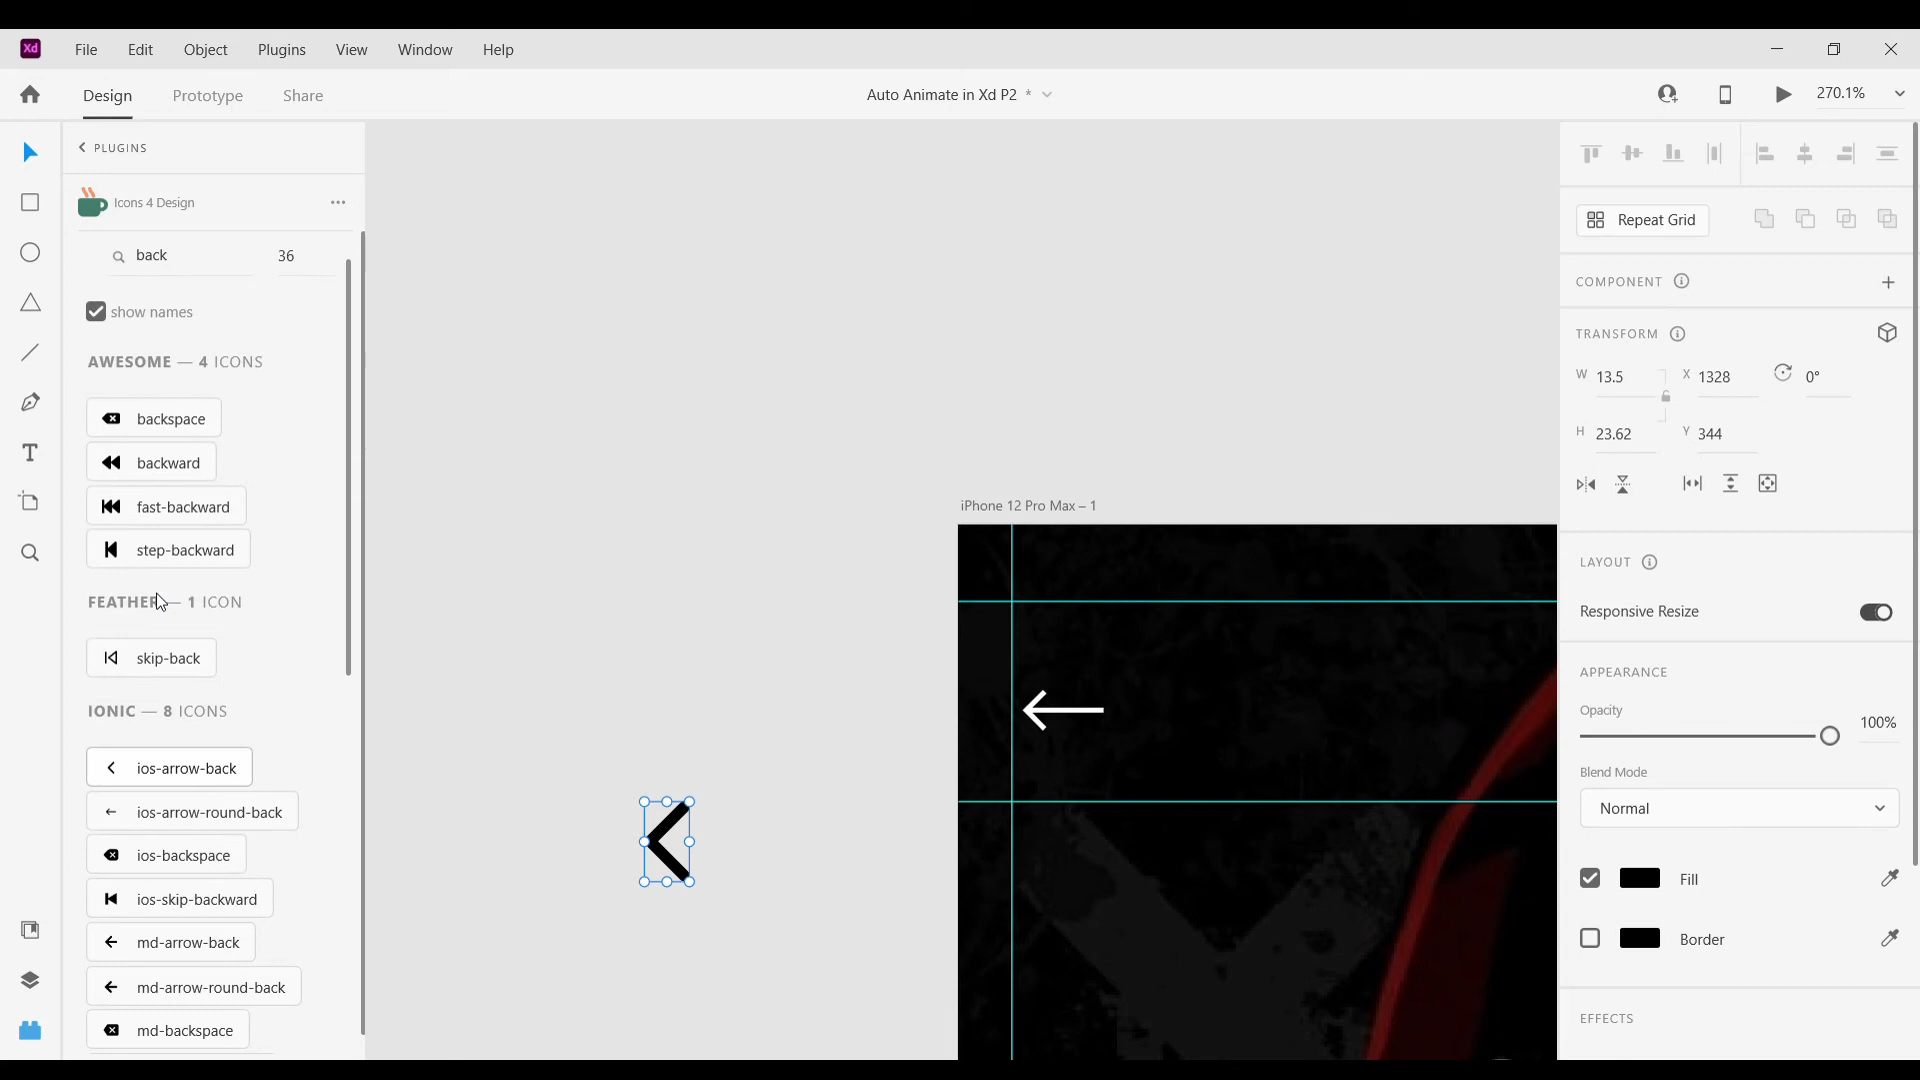 Xd File Edit Object Plugins View Window Help
Design Prototype Share Auto Animate in Xd P2 * 270.1%
PLUGINS
Icons 4 Design
back 36
show names
AWESOME — 4 ICONS
backspace
backward
fast-backward
step-backward
FEATHER — 1 ICON
skip-back
IONIC — 8 ICONS
ios-arrow-back
ios-arrow-round-back
ios-backspace
ios-skip-backward
md-arrow-back
md-arrow-round-back
md-backspace
iPhone 12 Pro Max – 1
Repeat Grid
COMPONENT
TRANSFORM
W 13.5 X 1328 0°
H 23.62 Y 344
LAYOUT
Responsive Resize
APPEARANCE
Opacity
100%
Blend Mode
Normal
Fill
Border
EFFECTS